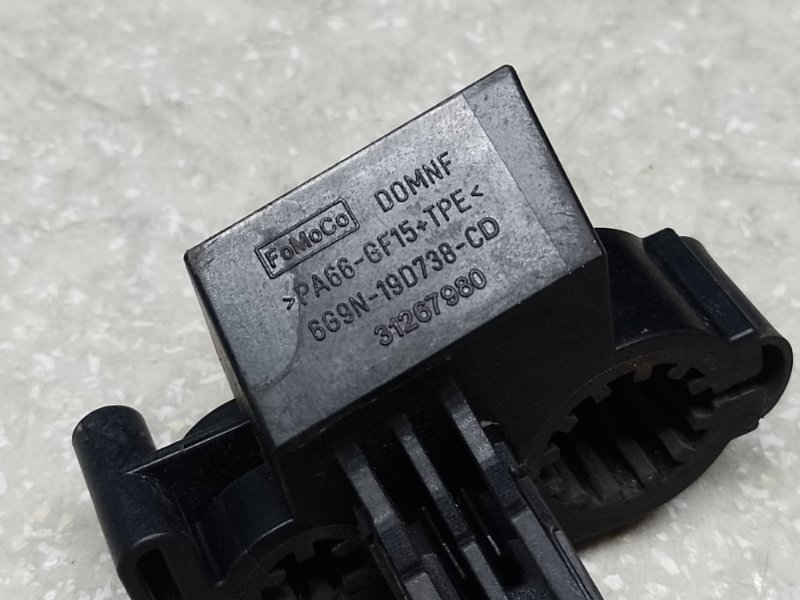 FoMoCo DOMNF
>PA66-GF15+TPE<
6G9N-19D738-CD
31267980